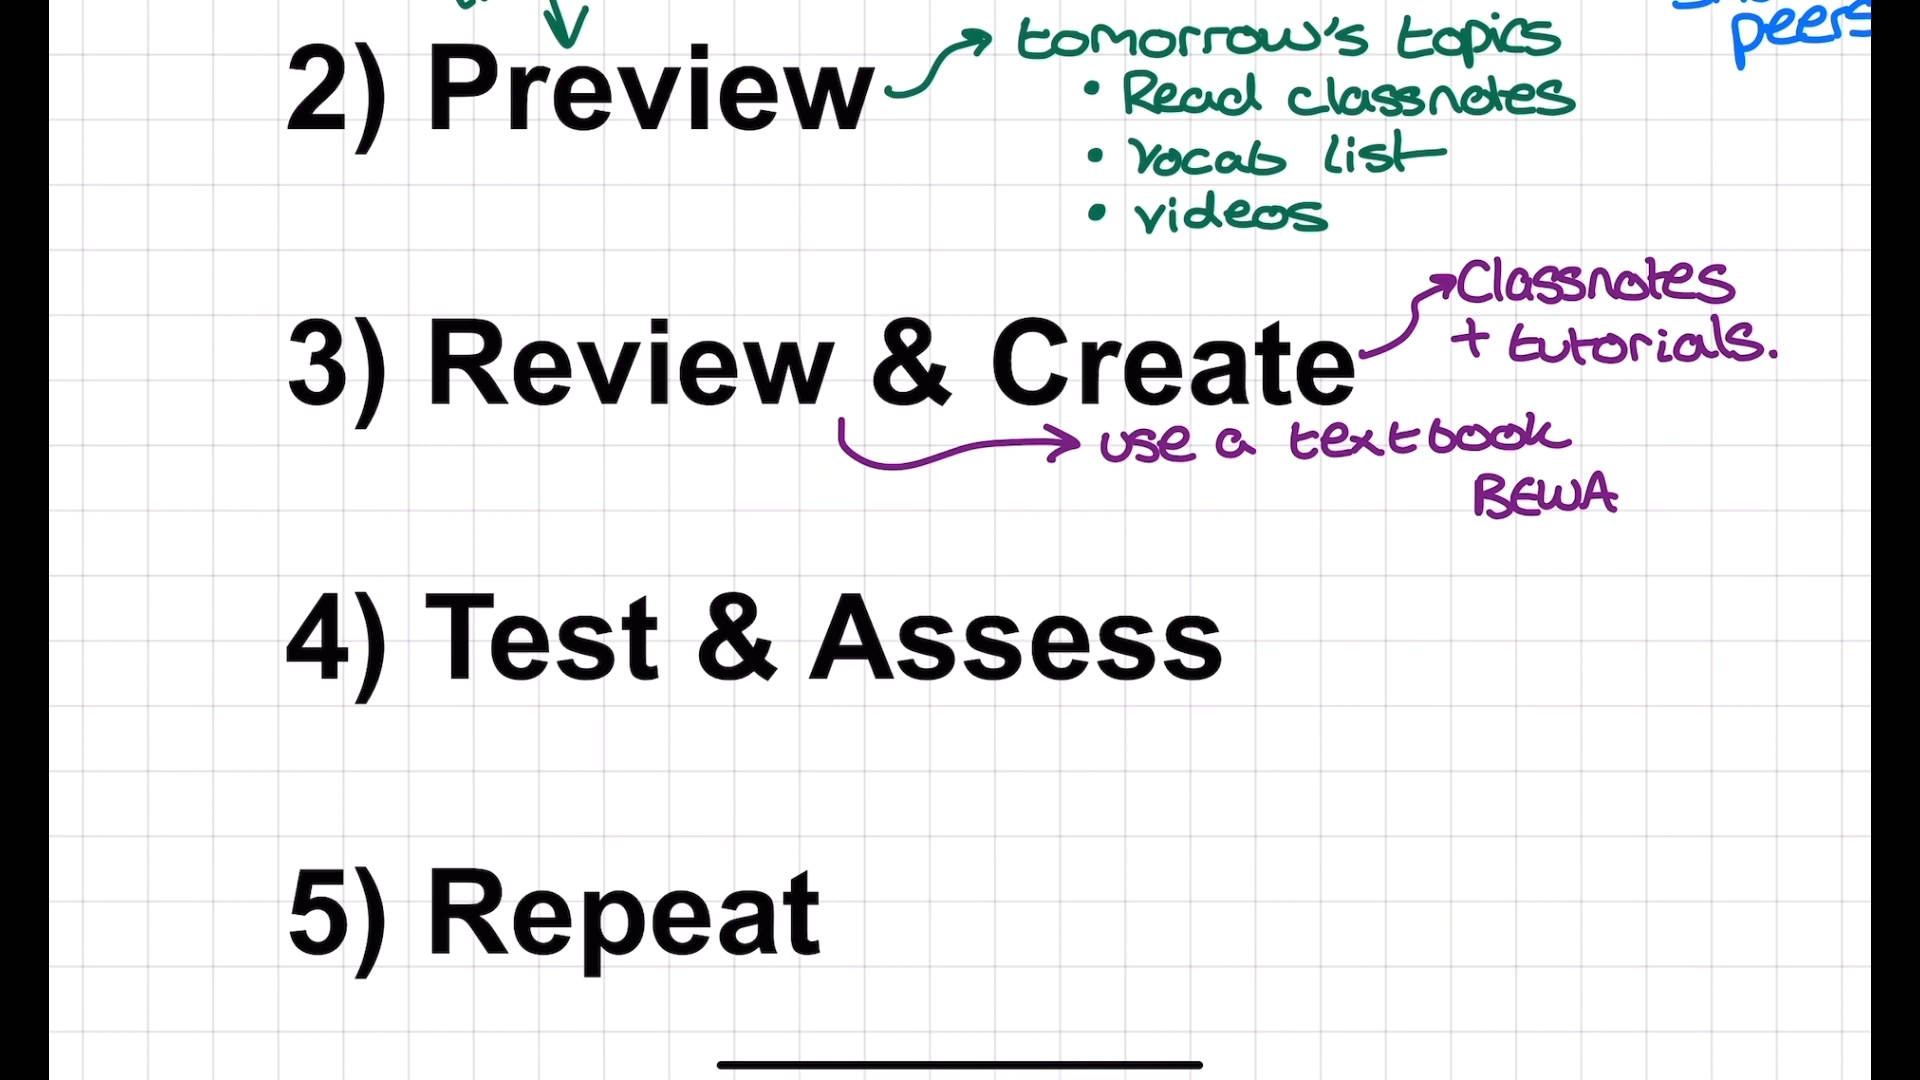 peers
2) Preview
tomorrow's topics
• Read classnotes
• vocab list
• videos
3) Review & Create
Classnotes
+ tutorials.
use a textbook
BEWA
4) Test & Assess
5) Repeat